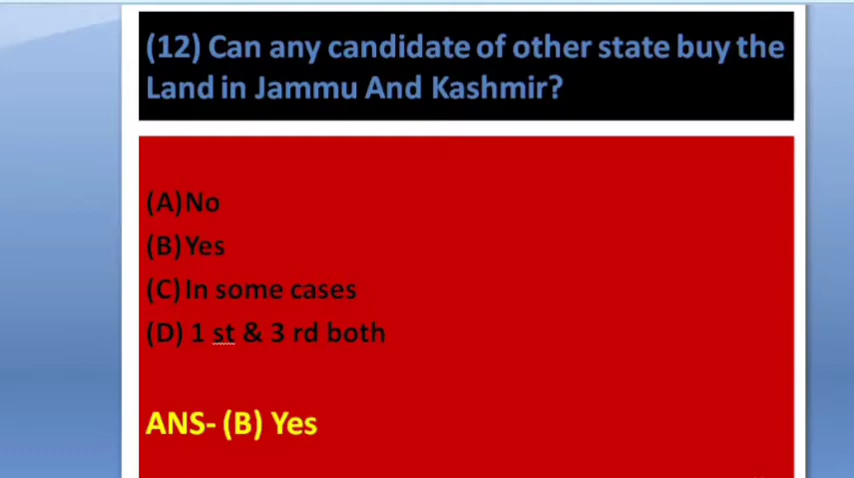 (12) Can any candidate of other state buy the
Land in Jammu And Kashmir?
(A)No
(B)Yes
(C)In some cases
(D) 1 st & 3 rd both
ANS- (B) Yes